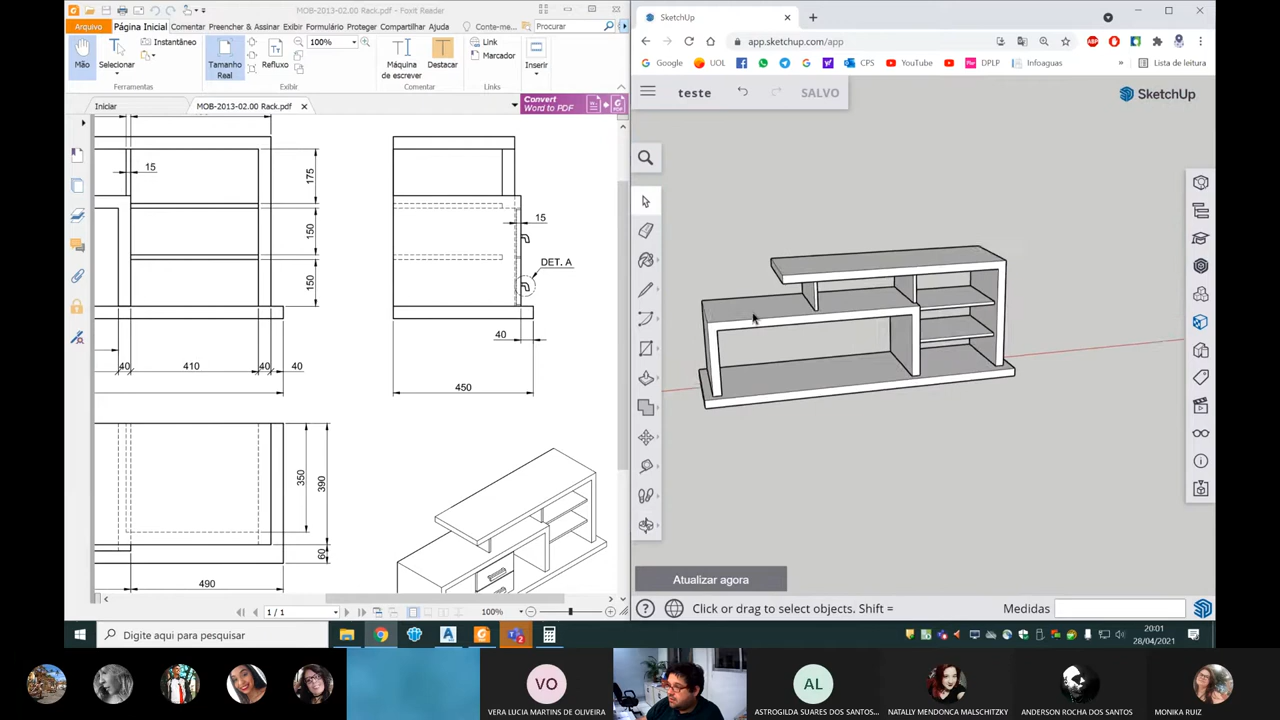 MOB-2013-02.00 Rack.pdf - Foxit Reader
Arquivo Página Inicial Comentar Preencher & Assinar Exibir Formulário Proteger Compartilhar Ajuda Conte-me... Procurar
Mão
Selecionar
Instantâneo
Tamanho Real
Refluxo
100%
Máquina de escrever
Destacar
Link
Marcador
Inserir
Ferramentas
Exibir
Comentar
Links
Iniciar
MOB-2013-02.00 Rack.pdf
Convert Word to PDF
15
175
150
150
40
410
40
40
15
DET. A
40
450
350
390
60
490
1 / 1
100%
SketchUp
app.sketchup.com/app
Google
UOL
CPS
YouTube
DPLP
Infoaguas
»
Lista de leitura
teste
SALVO
SketchUp
Atualizar agora
Click or drag to select objects. Shift =
Medidas
Digite aqui para pesquisar
20:01
28/04/2021
VO
VERA LUCIA MARTINS DE OLIVEIRA
AL
ASTROGILDA SUARES DOS SANTOS...
NATALLY MENDONCA MALSCHITZKY
ANDERSON ROCHA DOS SANTOS
MONIKA RUIZ